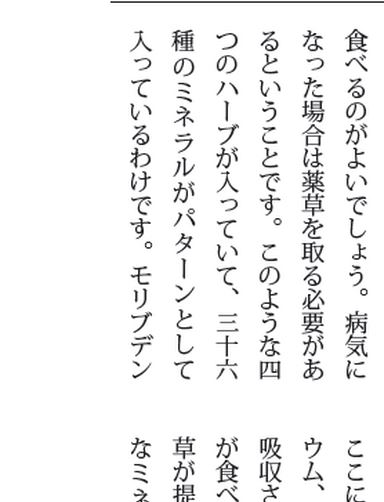 食べるのがよいでしょう。病気に
なった場合は薬草を取る必要があ
るということです。このような四
つのハーブが入っていて、三十六
種のミネラルがパターンとして
入っているわけです。モリブデン
ここに
ウム、
吸収さ
が食べ
草が提
なミネ